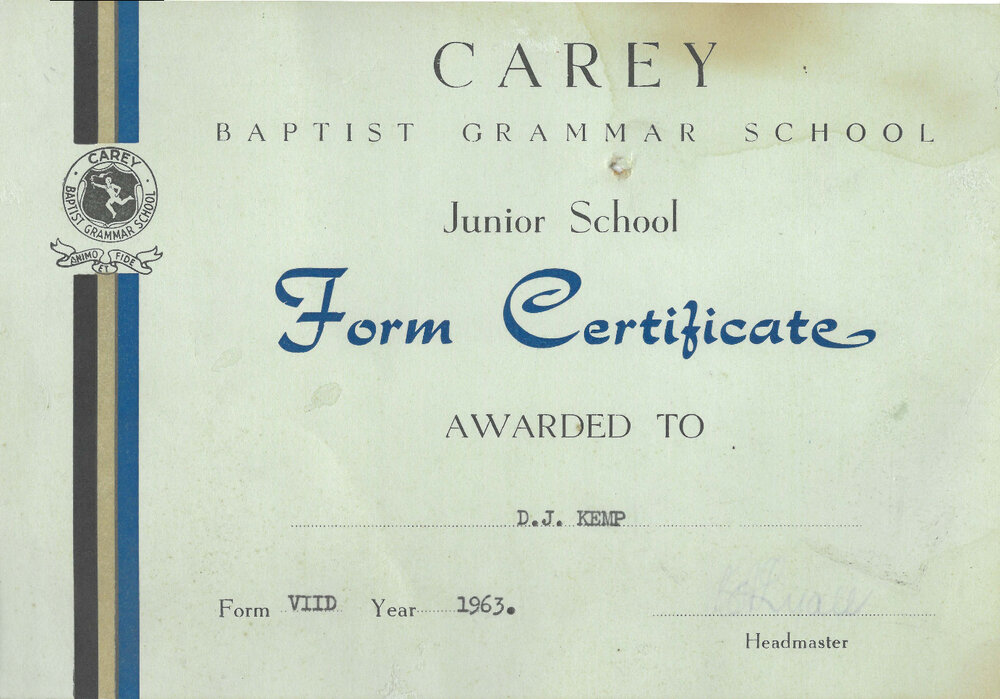 CAREY
BAPTIST GRAMMAR SCHOOL
CAREY
BAPTIST GRAMMAR SCHOOL
ANIMO ET FIDE
Junior School
Form Certificate
AWARDED TO
D.J. KEMP
Form VIID Year 1963.
Headmaster